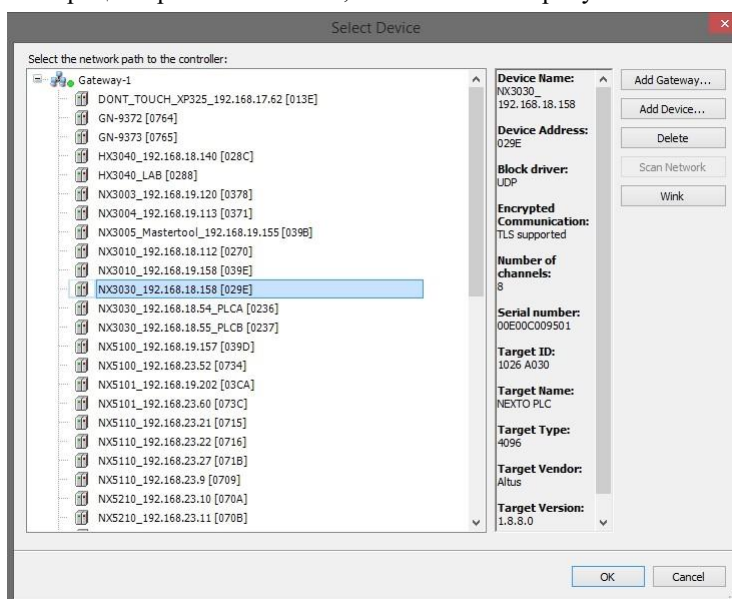 Select Device
Select the network path to the controller:
Gateway-1
DONT_TOUCH_XP325_192.168.17.62 [013E]
GN-9372 [0764]
GN-9373 [0765]
HX3040_192.168.18.140 [028C]
HX3040_LAB [0288]
NX3003_192.168.19.120 [0378]
NX3004_192.168.19.113 [0371]
NX3005_Mastertool_192.168.19.155 [039B]
NX3010_192.168.18.112 [0270]
NX3010_192.168.19.158 [039E]
NX3030_192.168.18.158 [029E]
NX3030_192.168.18.54_PLCA [0236]
NX3030_192.168.18.55_PLCB [0237]
NX5100_192.168.19.157 [039D]
NX5100_192.168.23.52 [0734]
NX5101_192.168.19.202 [03CA]
NX5101_192.168.23.60 [073C]
NX5110_192.168.23.21 [0715]
NX5110_192.168.23.22 [0716]
NX5110_192.168.23.27 [071B]
NX5110_192.168.23.9 [0709]
NX5210_192.168.23.10 [070A]
NX5210_192.168.23.11 [070B]
Device Name:
NX3030_
192.168.18.158
Device Address:
029E
Block driver:
UDP
Encrypted
Communication:
TLS supported
Number of
channels:
8
Serial number:
00E00C009501
Target ID:
1026 A030
Target Name:
NEXTO PLC
Target Type:
4096
Target Vendor:
Altus
Target Version:
1.8.8.0
Add Gateway...
Add Device...
Delete
Scan Network
Wink
OK
Cancel